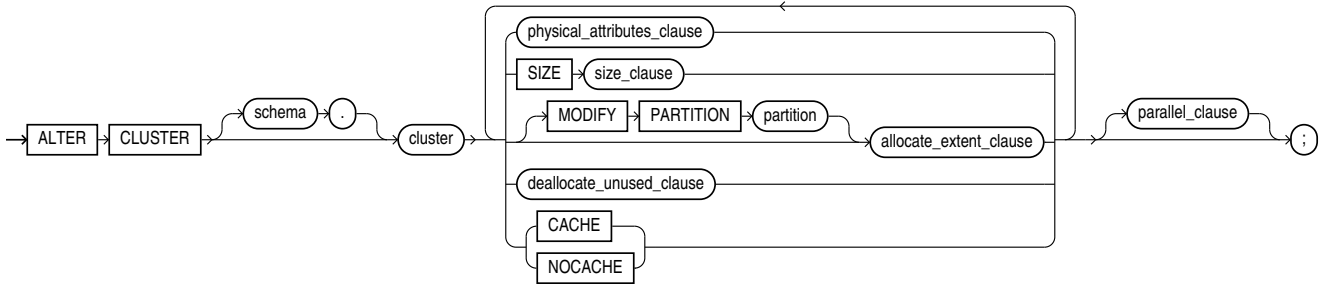 physical_attributes_clause
SIZE size_clause
schema . MODIFY PARTITION partition parallel_clause
ALTER CLUSTER cluster allocate_extent_clause ;
deallocate_unused_clause
CACHE
NOCACHE